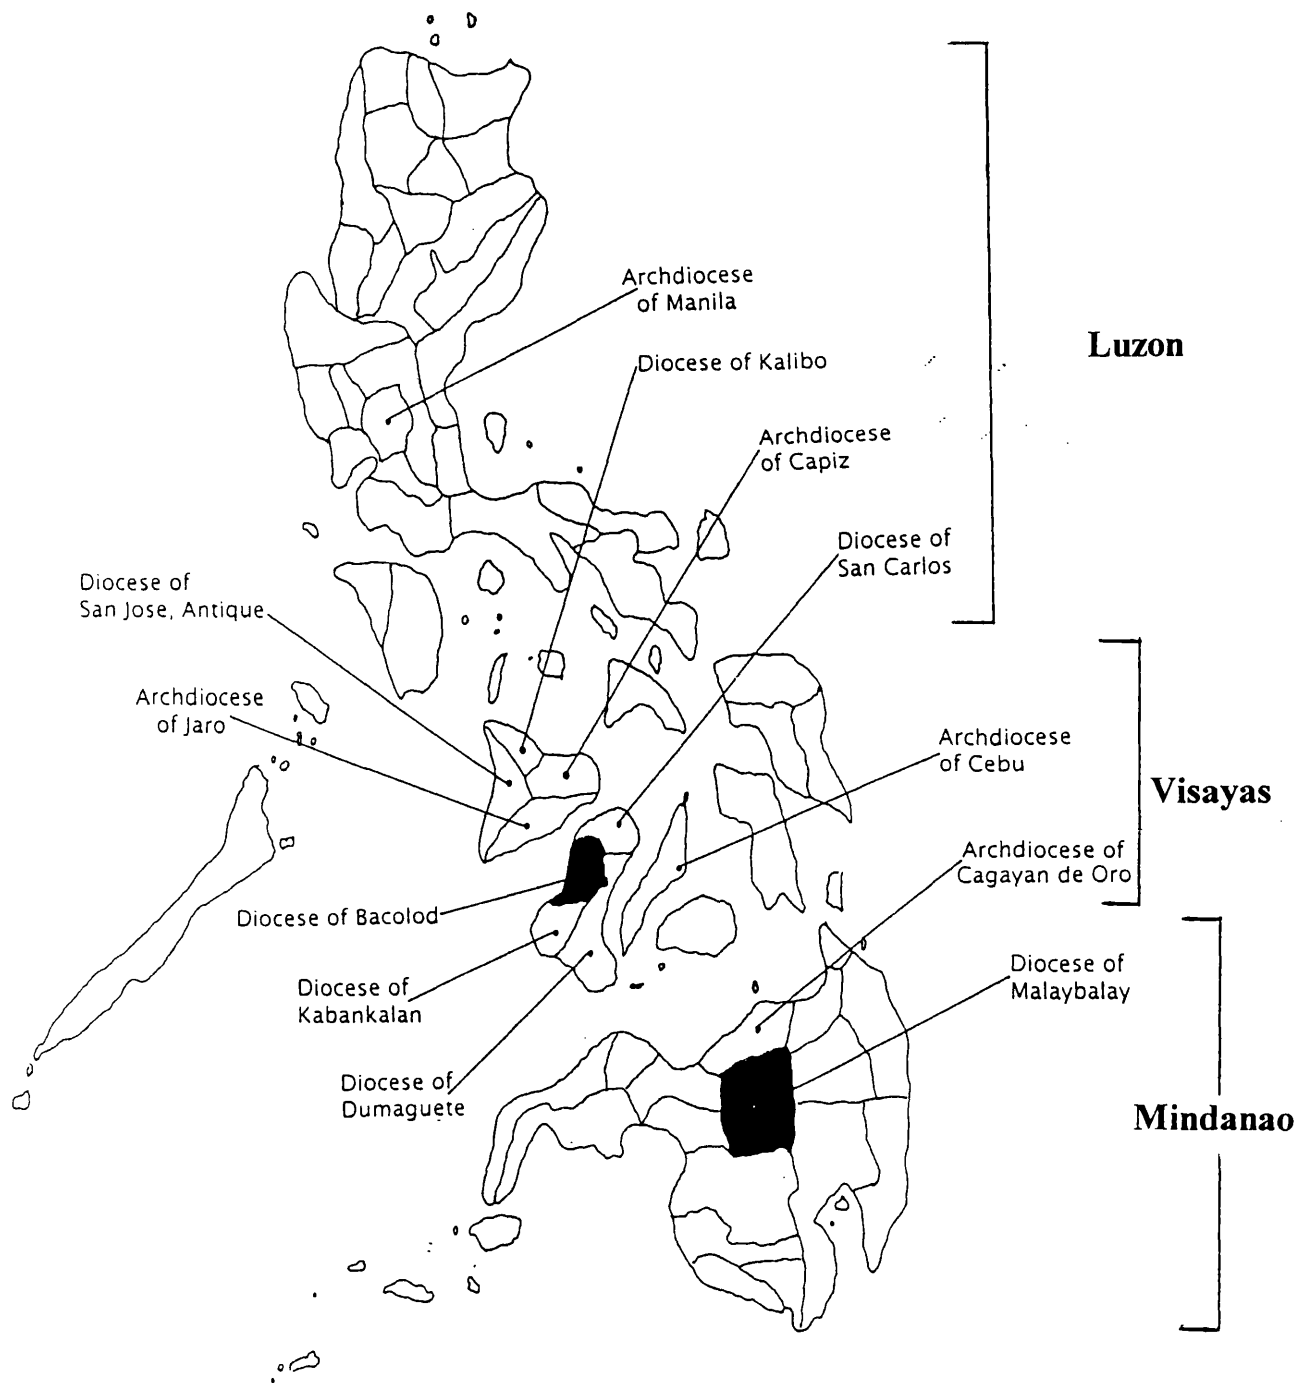 Archdiocese
of Manila
Luzon
Diocese of Kalibo
Archdiocese
of Capiz
Diocese of
San Carlos
Diocese of
San Jose, Antique
Archdiocese
of Jaro
Archdiocese
of Cebu
Visayas
Archdiocese of
Cagayan de Oro
Diocese of Bacolod
Diocese of
Malaybalay
Diocese of
Kabankalan
Diocese of
Dumaguete
Mindanao